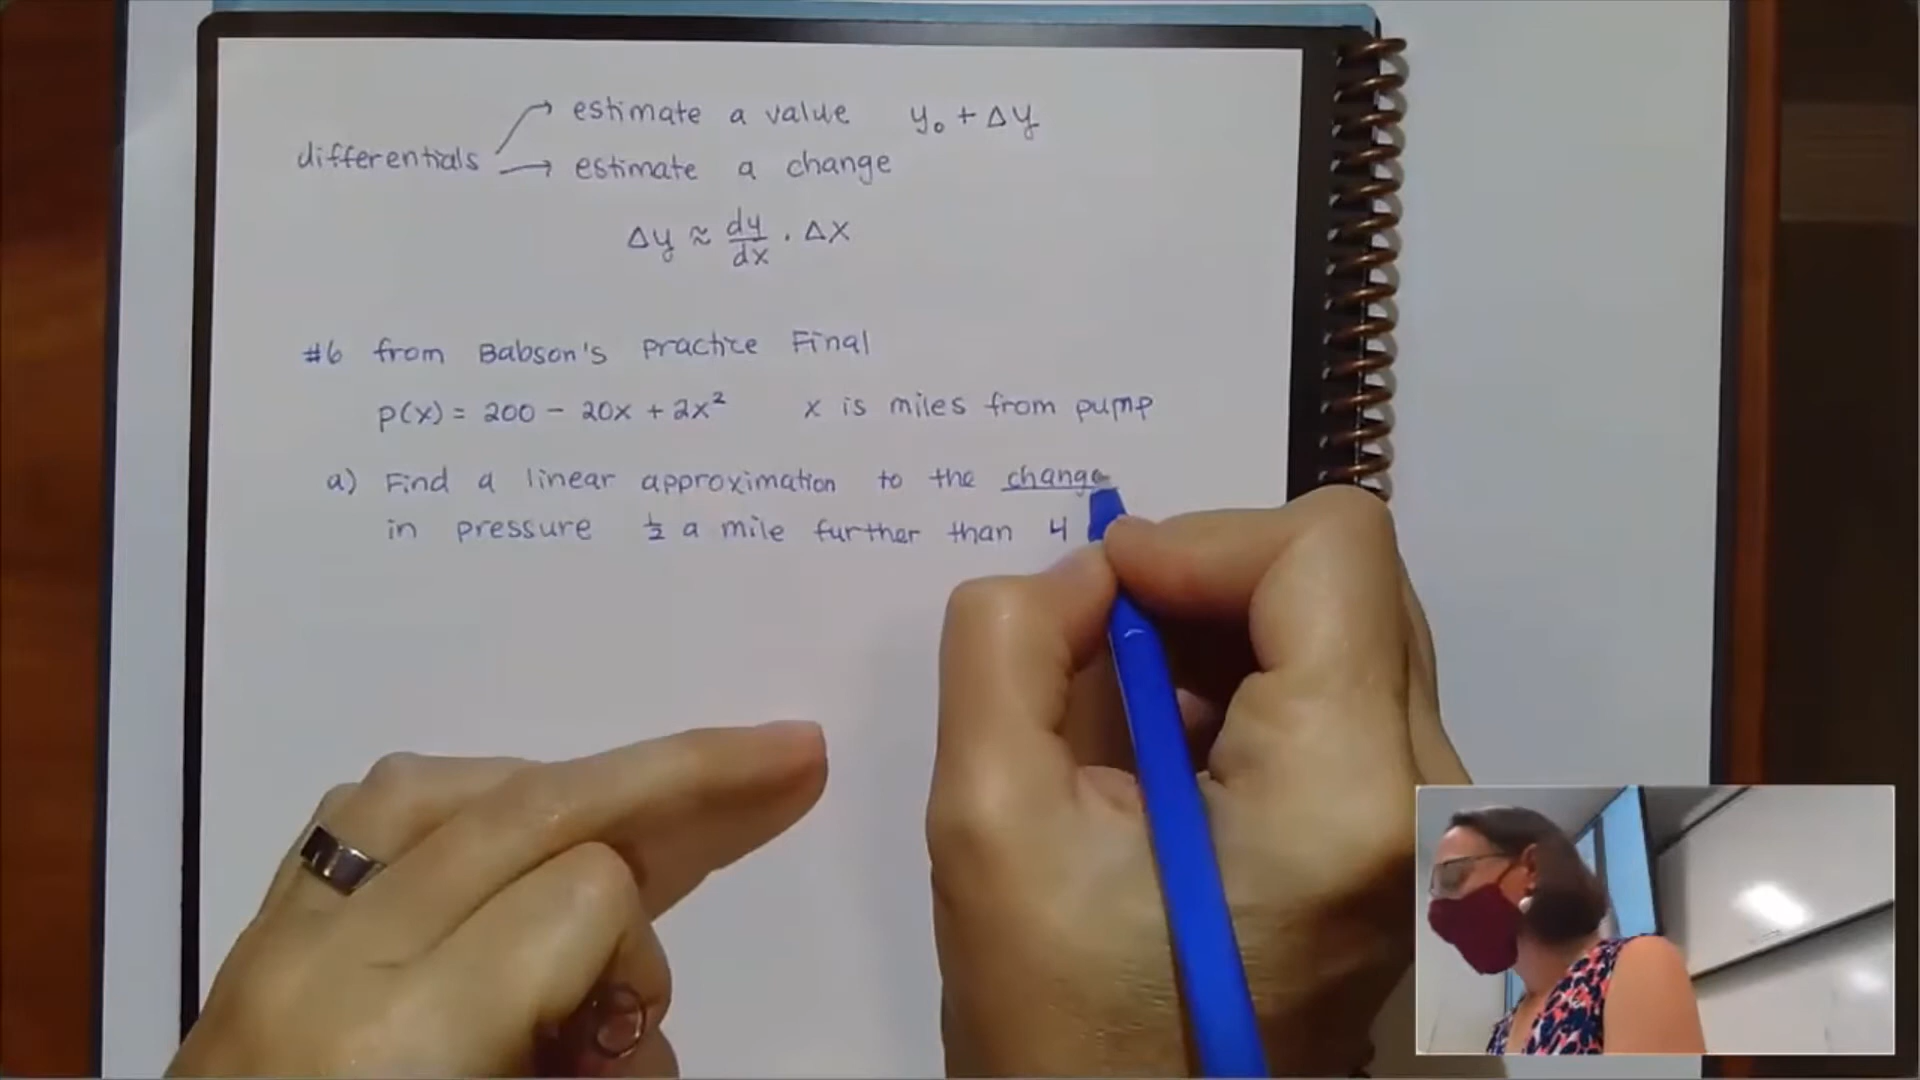 estimate a value y₀ + Δy
differentials
estimate a change
Δy ≈ dy/dx · Δx
#6 from Babson's Practice Final
p(x) = 200 - 20x + 2x² x is miles from pump
a) Find a linear approximation to the change
in pressure ½ a mile further than 4